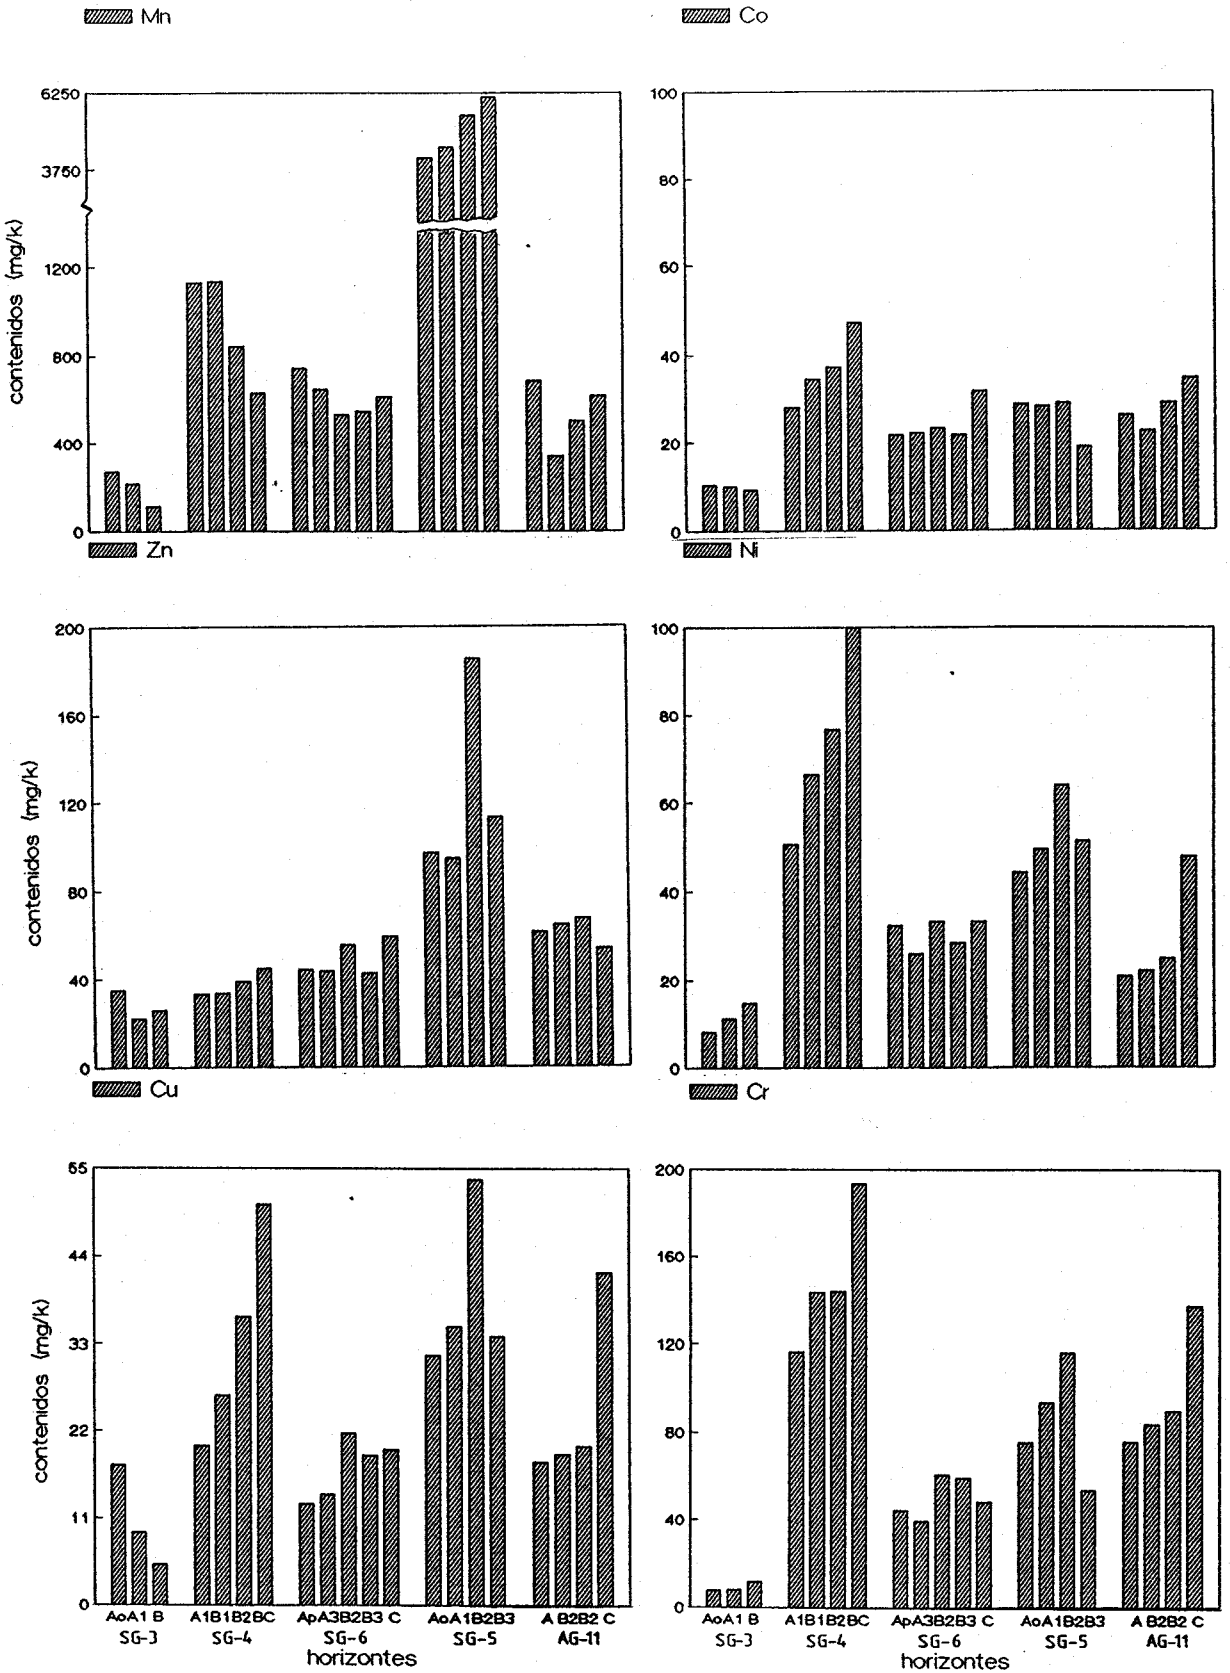 Mn
Co
6250
3750
1200
800
400
0
contenidos (mg/k)
100
80
60
40
20
0
Zn
Ni
200
160
120
80
40
0
contenidos (mg/k)
100
80
60
40
20
0
Cu
Cr
55
44
33
22
11
0
contenidos (mg/k)
200
160
120
80
40
0
AoA1 B A1B1B2BC ApA3B2B3 C AoA1B2B3 A B2B2 C
SG-3 SG-4 SG-6 SG-5 AG-11
horizontes
AoA1 B A1B1B2BC ApA3B2B3 C AoA1B2B3 A B2B2 C
SG-3 SG-4 SG-6 SG-5 AG-11
horizontes